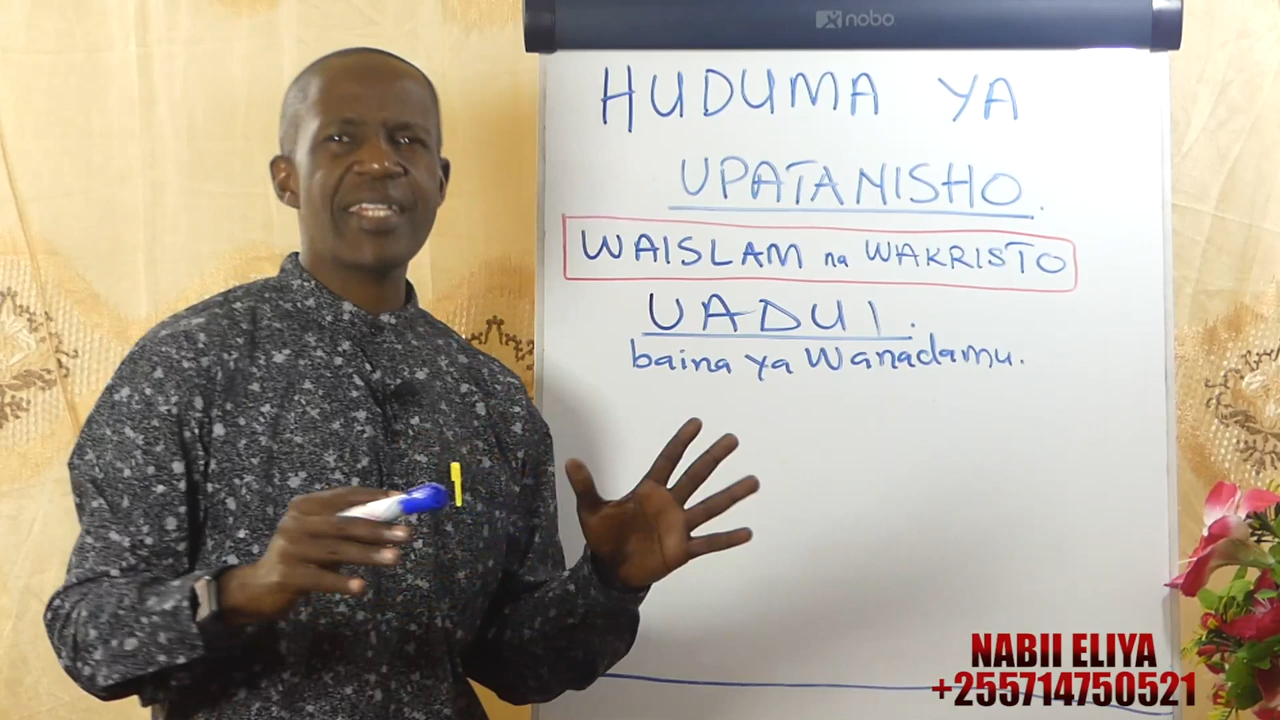 nobo
HUDUMA YA
UPATANISHO.
WAISLAM na WAKRISTO
UADUI.
baina ya Wanadamu.
NABII ELIYA
+255714750521